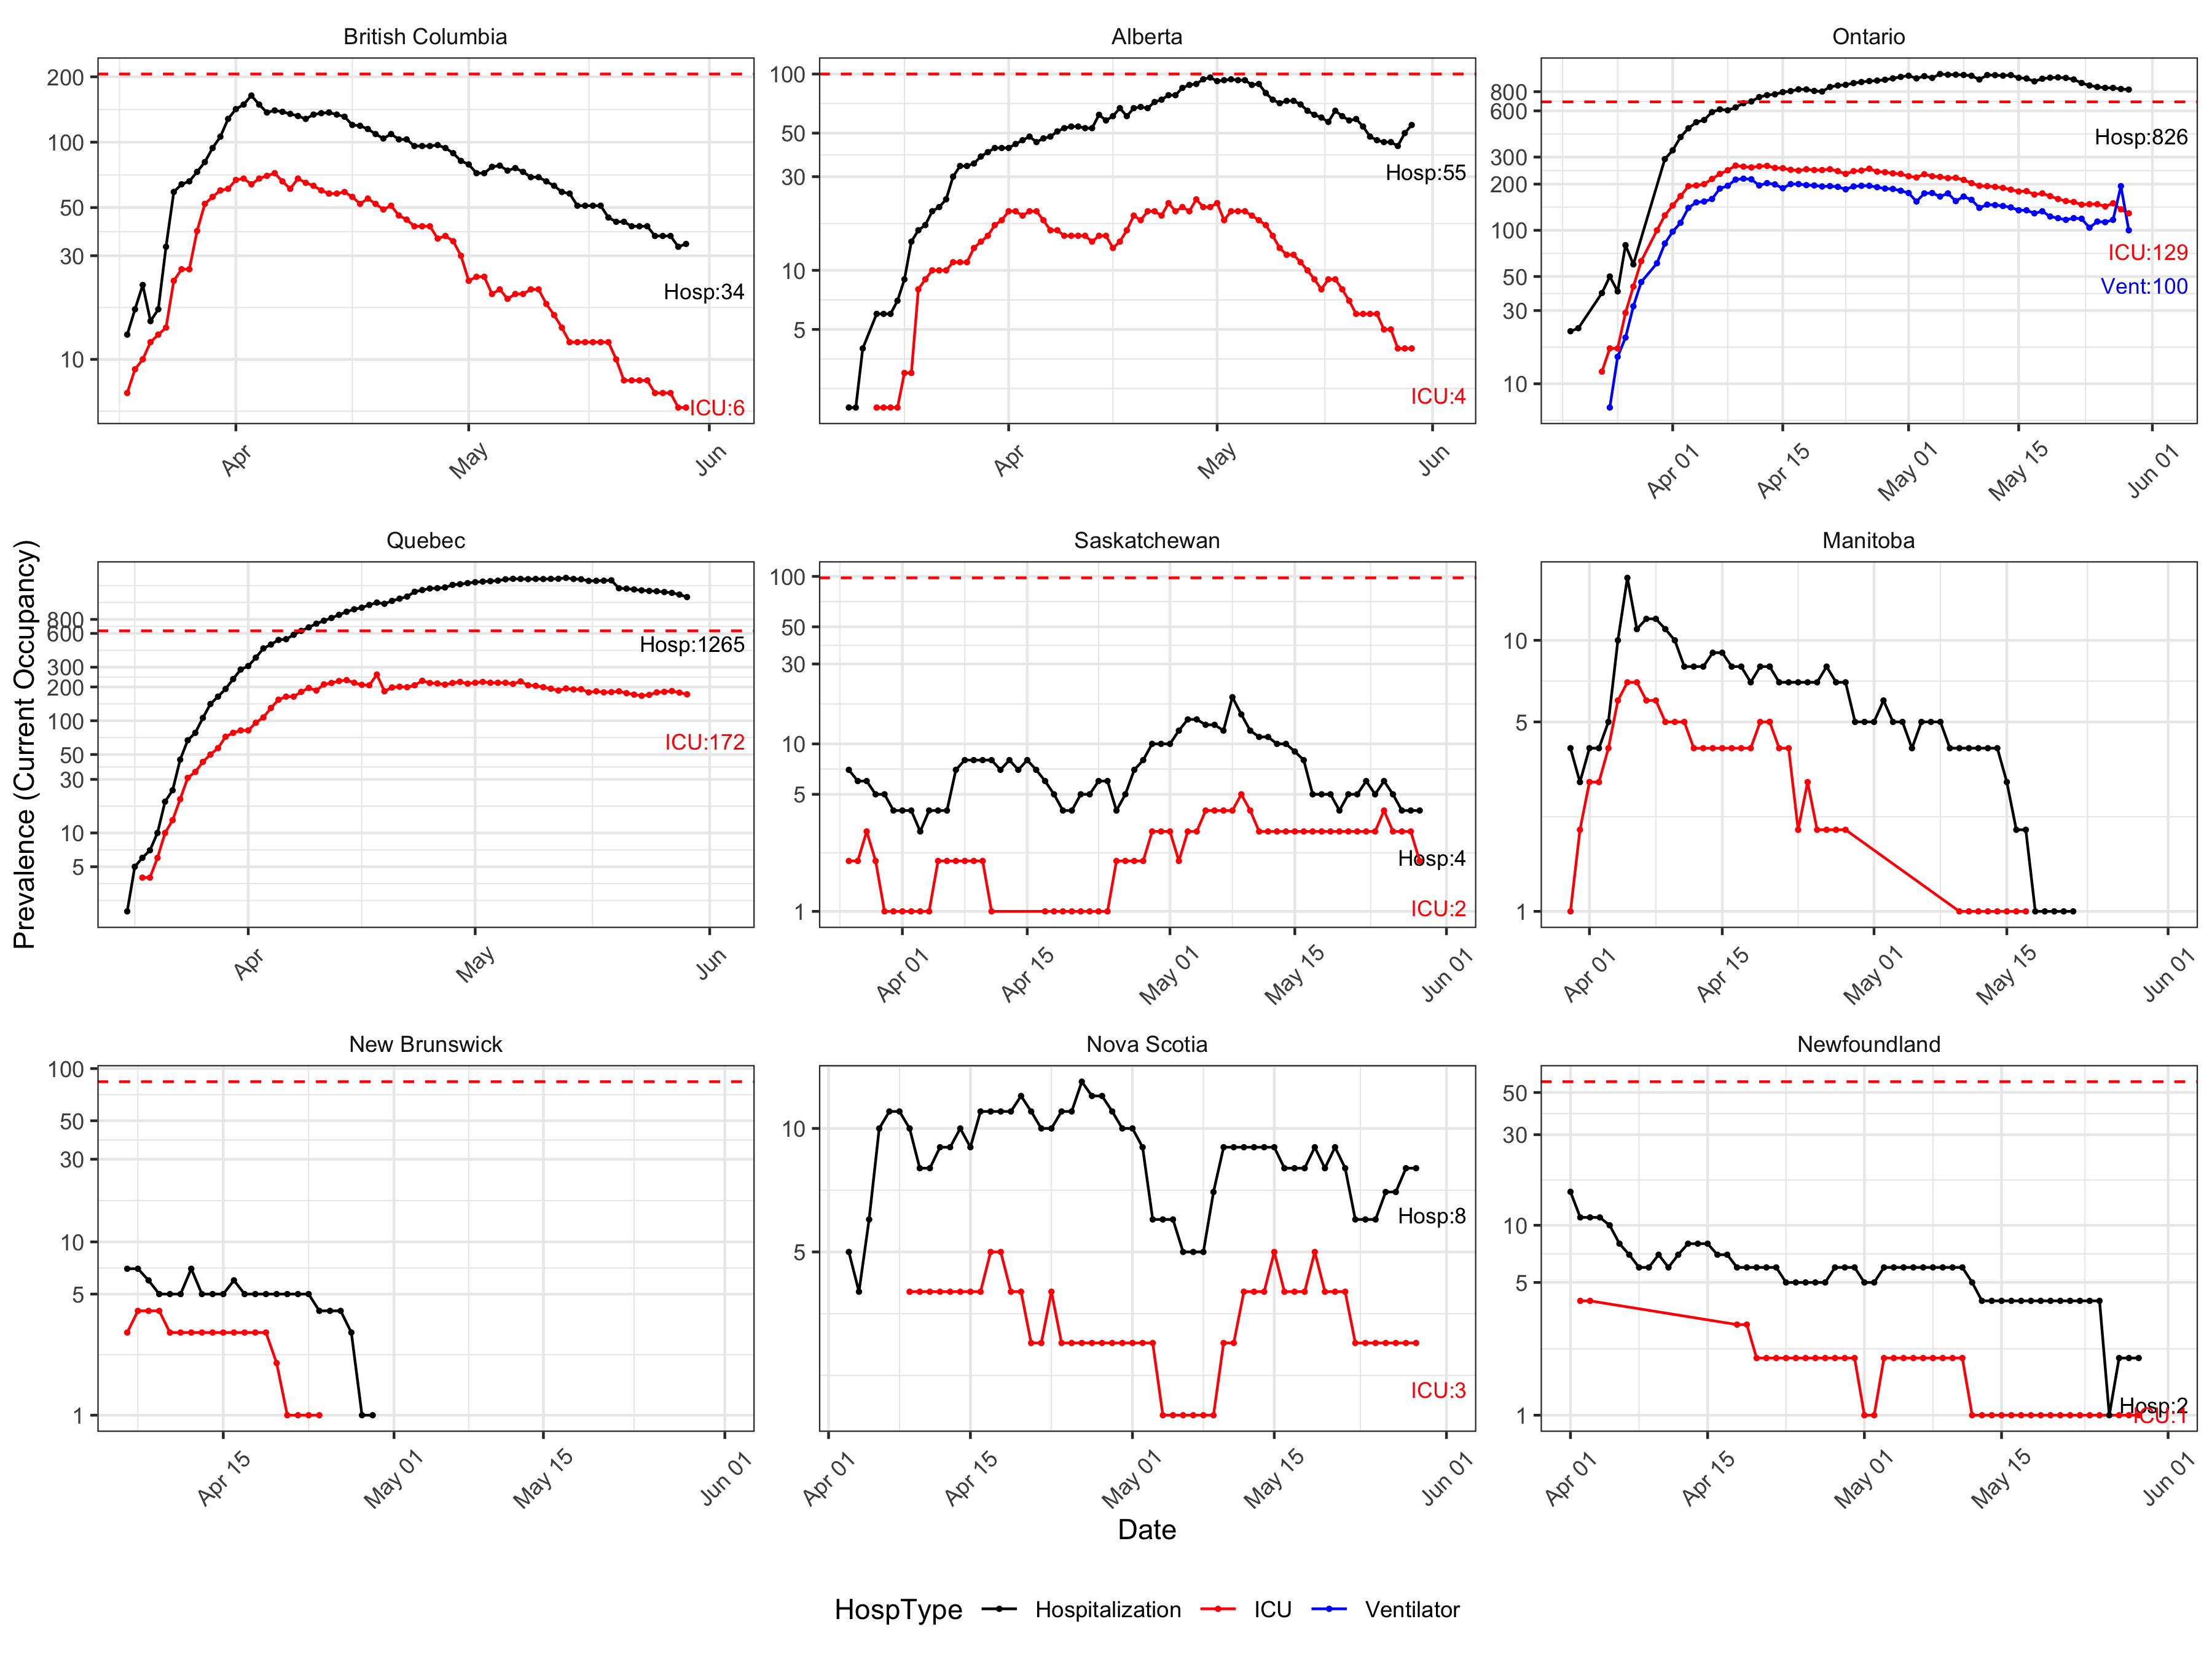 British Columbia
Alberta
Ontario
200
100
50
30
10
Hosp:34
ICU:6
Apr
May
Jun
100
50
30
10
5
Hosp:55
ICU:4
Apr
May
Jun
800
600
300
200
100
50
30
10
Hosp:826
ICU:129
Vent:100
Apr 01
Apr 15
May 01
May 15
Jun 01
Prevalence (Current Occupancy)
Quebec
Saskatchewan
Manitoba
800
600
300
200
100
50
30
10
5
Hosp:1265
ICU:172
Apr
May
Jun
100
50
30
10
5
1
Hosp:4
ICU:2
Apr 01
Apr 15
May 01
May 15
Jun 01
10
5
1
Apr 01
Apr 15
May 01
May 15
Jun 01
New Brunswick
Nova Scotia
Newfoundland
100
50
30
10
5
1
Apr 15
May 01
May 15
Jun 01
10
5
Hosp:8
ICU:3
Apr 01
Apr 15
May 01
May 15
Jun 01
50
30
10
5
1
Hosp:2
ICU:1
Apr 01
Apr 15
May 01
May 15
Jun 01
Date
HospType Hospitalization ICU Ventilator